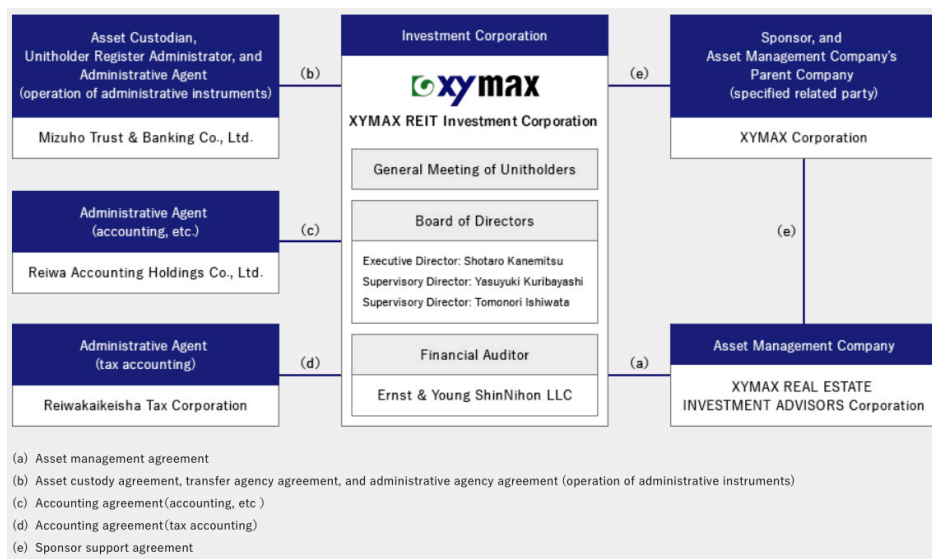 Asset Custodian,
Unitholder Register Administrator, and
Administrative Agent
(operation of administrative instruments)
Mizuho Trust & Banking Co., Ltd.
(b)
Administrative Agent
(accounting, etc.)
Reiwa Accounting Holdings Co., Ltd.
(c)
Administrative Agent
(tax accounting)
Reiwakaikeisha Tax Corporation
(d)
Investment Corporation
xymax
XYMAX REIT Investment Corporation
General Meeting of Unitholders
Board of Directors
Executive Director: Shotaro Kanemitsu
Supervisory Director: Yasuyuki Kuribayashi
Supervisory Director: Tomonori Ishiwata
Financial Auditor
Ernst & Young ShinNihon LLC
(e)
Sponsor, and
Asset Management Company's
Parent Company
(specified related party)
XYMAX Corporation
(e)
(a)
Asset Management Company
XYMAX REAL ESTATE
INVESTMENT ADVISORS Corporation
(a) Asset management agreement
(b) Asset custody agreement, transfer agency agreement, and administrative agency agreement (operation of administrative instruments)
(c) Accounting agreement(accounting, etc )
(d) Accounting agreement(tax accounting)
(e) Sponsor support agreement